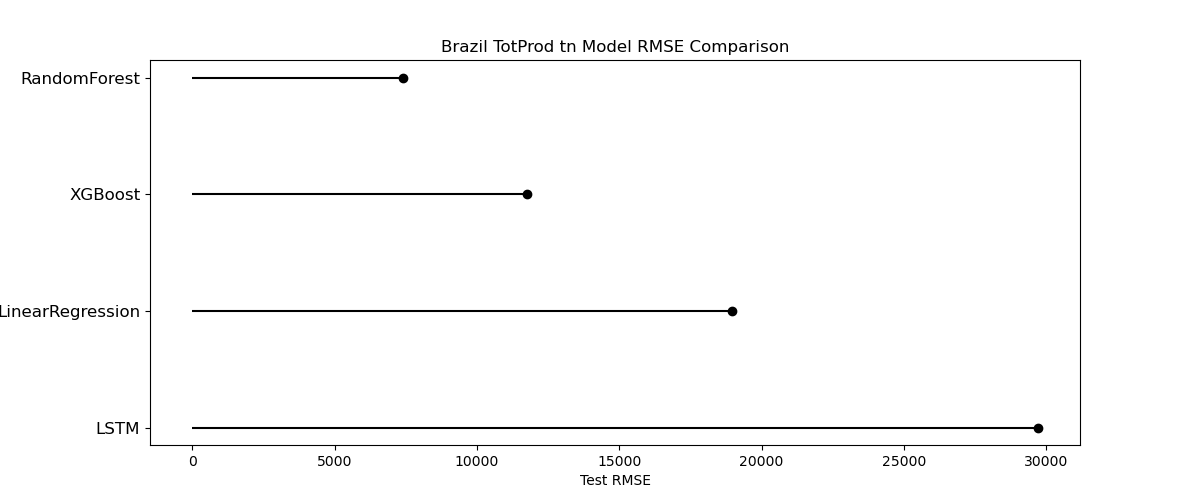 Brazil TotProd tn Model RMSE Comparison
RandomForest
XGBoost
LinearRegression
LSTM
0 5000 10000 15000 20000 25000 30000
Test RMSE